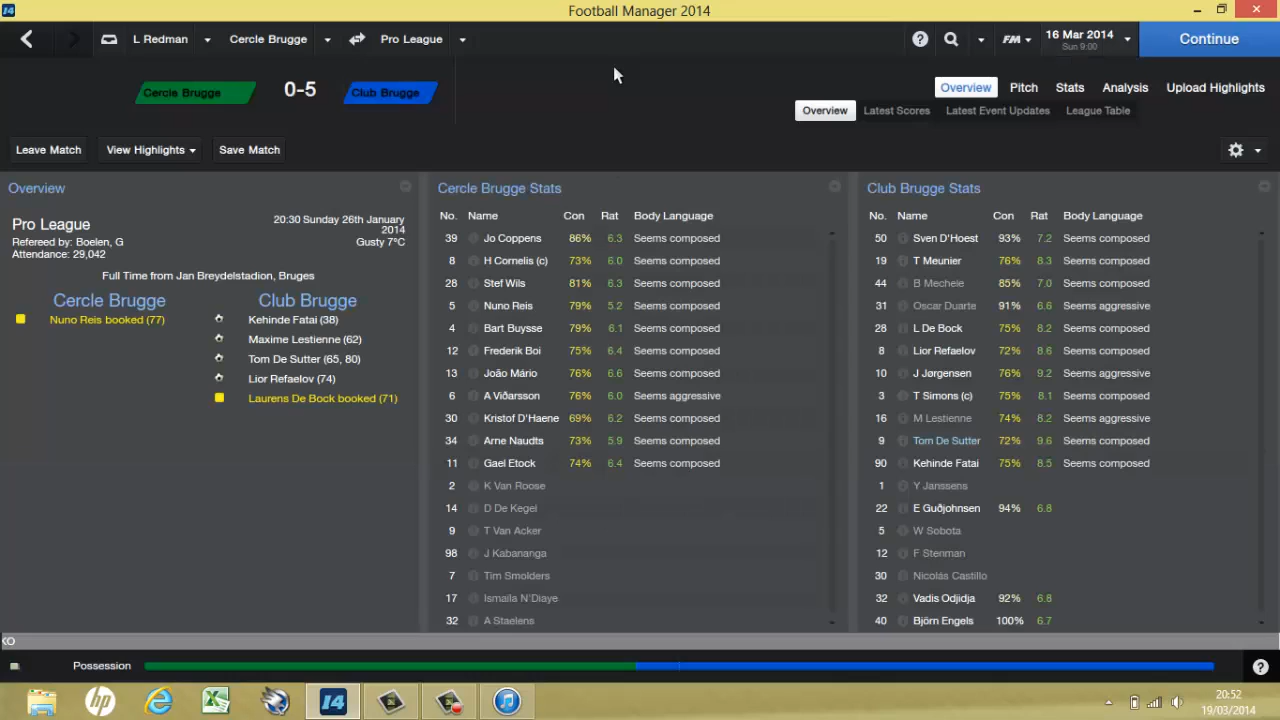 Football Manager 2014
L Redman Cercle Brugge Pro League FM 16 Mar 2014 Sun 9:00 Continue
Cercle Brugge 0-5 Club Brugge
Overview Pitch Stats Analysis Upload Highlights
Overview Latest Scores Latest Event Updates League Table
Leave Match View Highlights Save Match
Overview
Pro League
Refereed by: Boelen, G
Attendance: 29,042
20:30 Sunday 26th January
2014
Gusty 7°C
Full Time from Jan Breydelstadion, Bruges
Cercle Brugge
Nuno Reis booked (77)
Club Brugge
Kehinde Fatai (38)
Maxime Lestienne (62)
Tom De Sutter (65, 80)
Lior Refaelov (74)
Laurens De Bock booked (71)
Cercle Brugge Stats
No. Name Con Rat Body Language
39 Jo Coppens 86% 6.3 Seems composed
8 H Cornelis (c) 73% 6.0 Seems composed
28 Stef Wils 81% 6.3 Seems composed
5 Nuno Reis 79% 5.2 Seems composed
4 Bart Buysse 79% 6.1 Seems composed
12 Frederik Boi 75% 6.4 Seems composed
13 João Mário 76% 6.6 Seems composed
6 A Viðarsson 76% 6.0 Seems aggressive
30 Kristof D'Haene 69% 6.2 Seems composed
34 Arne Naudts 73% 5.9 Seems composed
11 Gael Etock 74% 6.4 Seems composed
2 K Van Roose
14 D De Kegel
9 T Van Acker
98 J Kabananga
7 Tim Smolders
17 Ismaila N'Diaye
32 A Staelens
Club Brugge Stats
No. Name Con Rat Body Language
50 Sven D'Hoest 93% 7.2 Seems composed
19 T Meunier 76% 8.3 Seems composed
44 B Mechele 85% 7.0 Seems composed
31 Oscar Duarte 91% 6.6 Seems aggressive
28 L De Bock 75% 8.2 Seems composed
8 Lior Refaelov 72% 8.6 Seems composed
10 J Jørgensen 76% 9.2 Seems aggressive
3 T Simons (c) 75% 8.1 Seems composed
16 M Lestienne 74% 8.2 Seems aggressive
9 Tom De Sutter 72% 9.6 Seems composed
90 Kehinde Fatai 75% 8.5 Seems composed
1 Y Janssens
22 E Guðjohnsen 94% 6.8
5 W Sobota
12 F Stenman
30 Nicolás Castillo
32 Vadis Odjidja 92% 6.8
40 Björn Engels 100% 6.7
KO
Possession
20:52
19/03/2014